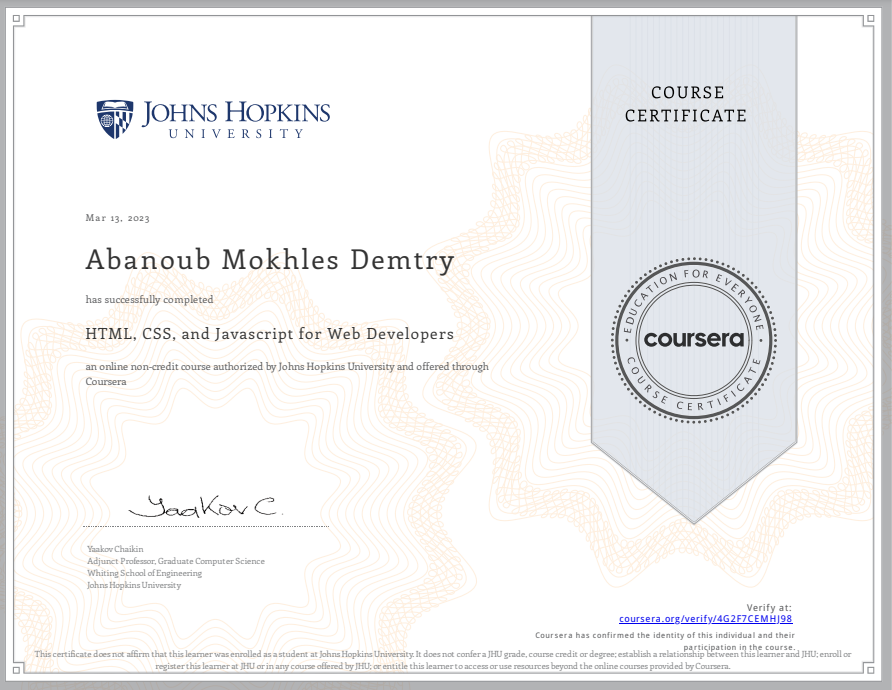 JOHNS HOPKINS
UNIVERSITY
COURSE
CERTIFICATE
Mar 13, 2023
Abanoub Mokhles Demtry
has successfully completed
HTML, CSS, and Javascript for Web Developers
an online non-credit course authorized by Johns Hopkins University and offered through
Coursera
EDUCATION FOR EVERYONE
coursera
COURSE CERTIFICATE
Yaakov C.
Yaakov Chaikin
Adjunct Professor, Graduate Computer Science
Whiting School of Engineering
Johns Hopkins University
Verify at:
coursera.org/verify/4G2F7CEMHJ98
Coursera has confirmed the identity of this individual and their
participation in the course.
This certificate does not affirm that this learner was enrolled as a student at Johns Hopkins University. It does not confer a JHU grade, course credit or degree; establish a relationship between this learner and JHU; enroll or
register this learner at JHU or in any course offered by JHU; or entitle this learner to access or use resources beyond the online courses provided by Coursera.